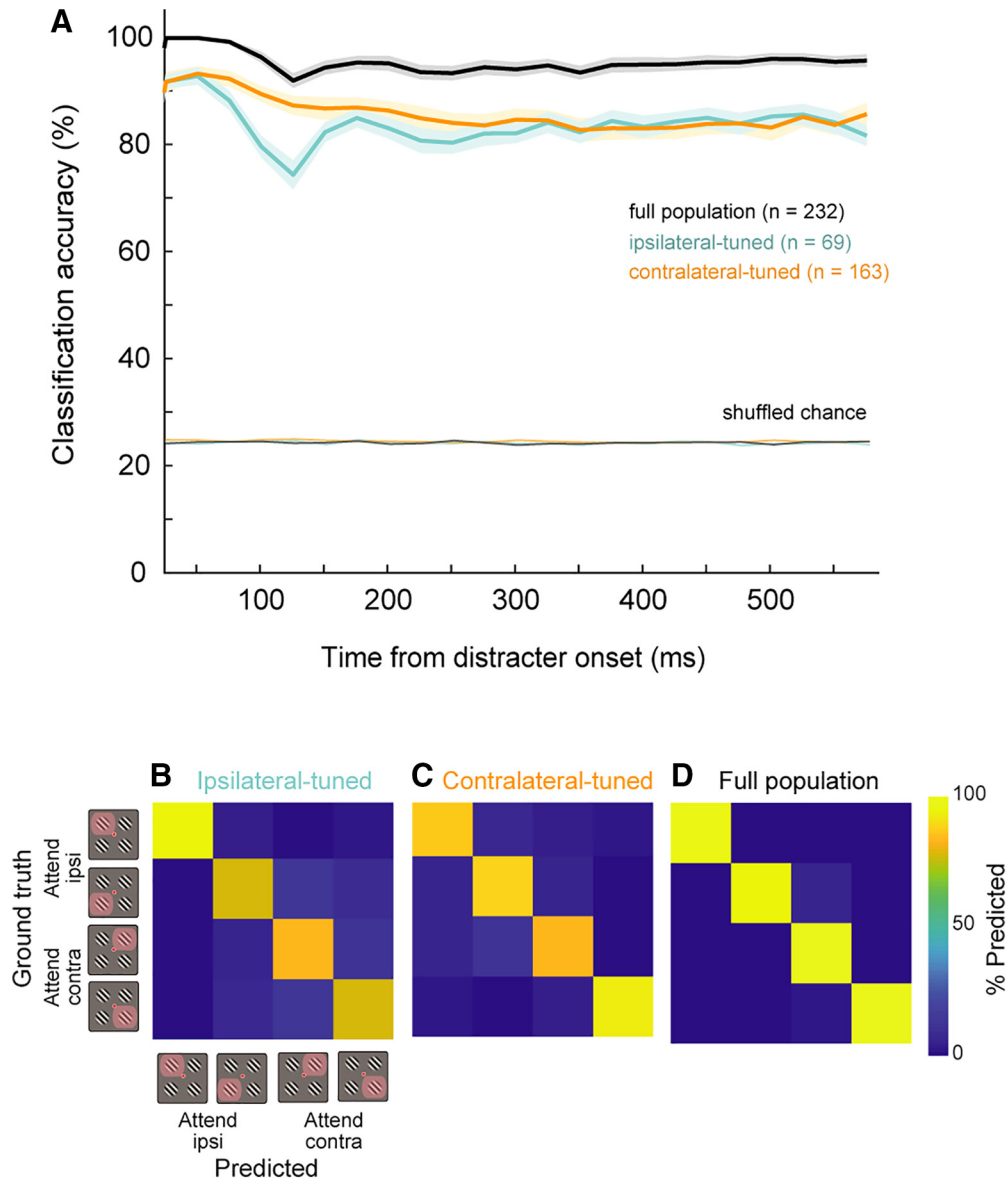 A
100
80
60
40
20
0
Classification accuracy (%)
full population (n = 232)
ipsilateral-tuned (n = 69)
contralateral-tuned (n = 163)
shuffled chance
100
200
300
400
500
Time from distracter onset (ms)
B
Ipsilateral-tuned
C
Contralateral-tuned
D
Full population
Ground truth
Attend
ipsi
Attend
contra
100
50
0
% Predicted
Attend
ipsi
Attend
contra
Predicted